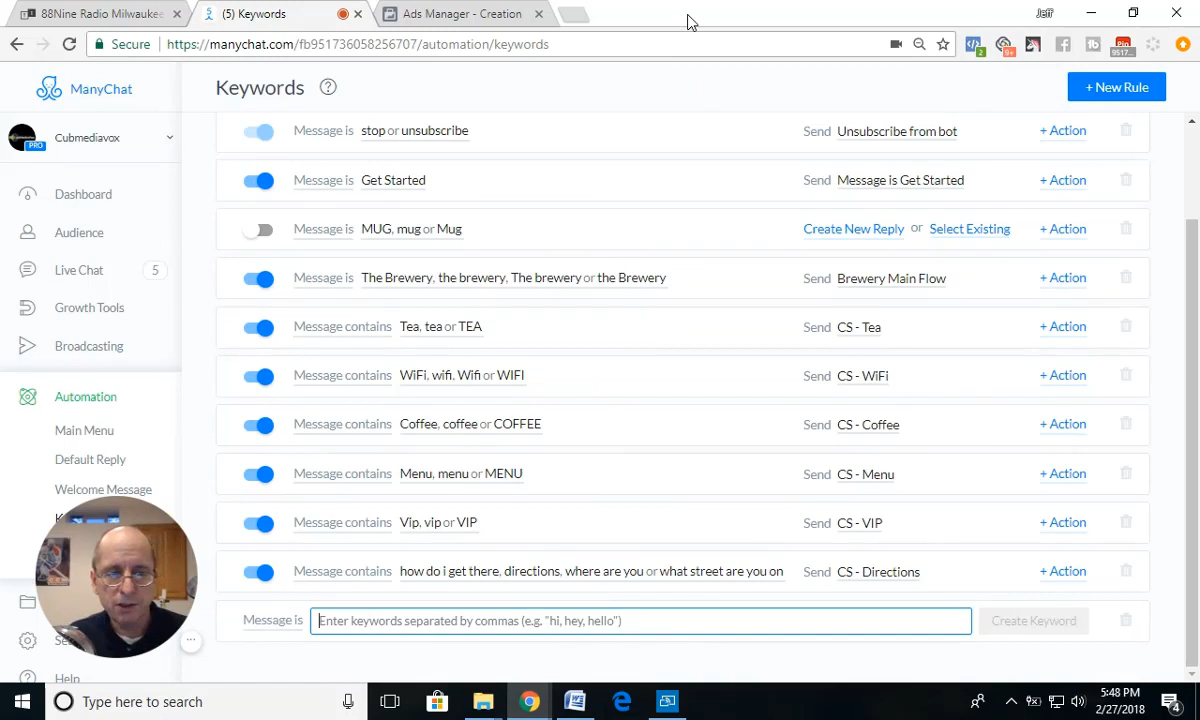 88Nine Radio Milwaukee
(5) Keywords
Ads Manager - Creation
Jeff
Secure
https://manychat.com/fb951736058256707/automation/keywords
2
9+
Pin
9517...
ManyChat
Keywords
?
+ New Rule
Cubmediavox
PRO
Message is stop or unsubscribe Send Unsubscribe from bot + Action
Dashboard
Message is Get Started Send Message is Get Started + Action
Audience
Message is MUG, mug or Mug Create New Reply or Select Existing + Action
Live Chat 5
Message is The Brewery, the brewery, The brewery or the Brewery Send Brewery Main Flow + Action
Growth Tools
Message contains Tea, tea or TEA Send CS - Tea + Action
Broadcasting
Message contains WiFi, wifi, Wifi or WIFI Send CS - WiFi + Action
Automation
Message contains Coffee, coffee or COFFEE Send CS - Coffee + Action
Main Menu
Default Reply
Message contains Menu, menu or MENU Send CS - Menu + Action
Welcome Message
Message contains Vip, vip or VIP Send CS - VIP + Action
Message contains how do i get there, directions, where are you or what street are you on Send CS - Directions + Action
Message is Enter keywords separated by commas (e.g. "hi, hey, hello") Create Keyword
Help
Type here to search
5:48 PM
2/27/2018
4